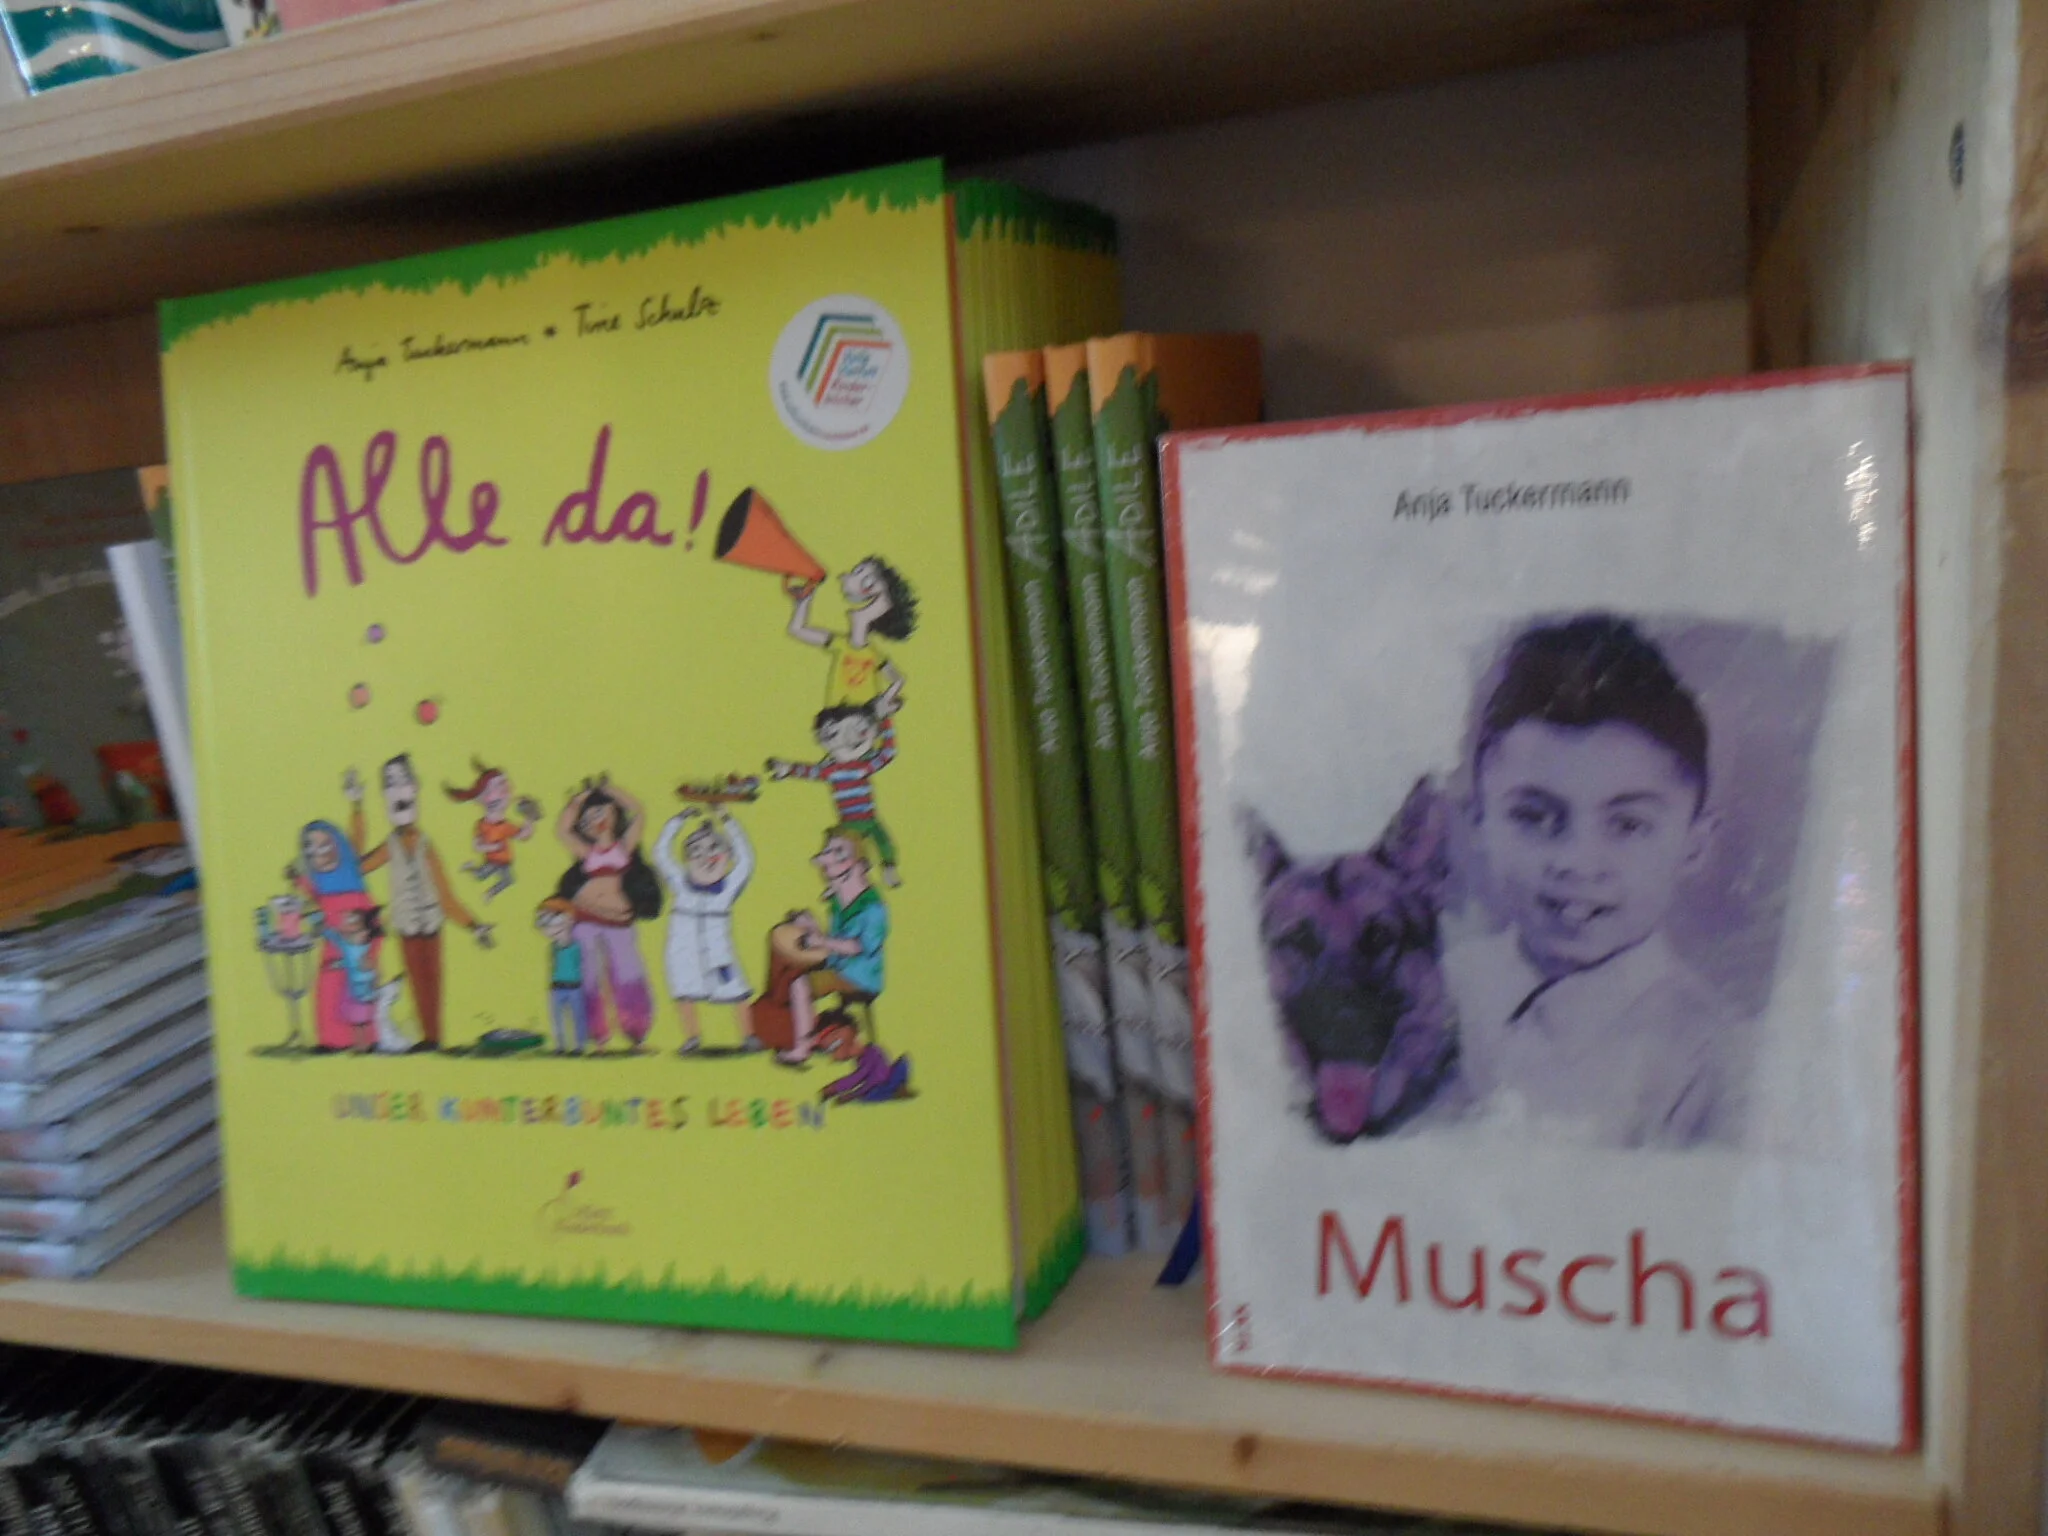 Anja Tuckermann * Tine Schulz
Alle da!
UNSER KUNTERBUNTES LEBEN
Anja Tuckermann ADILE
Anja Tuckermann ADILE
Anja Tuckermann ADILE
Anja Tuckermann
Muscha